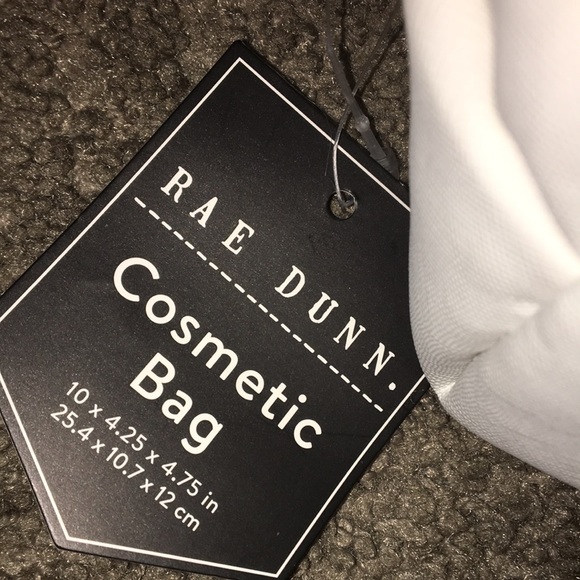 RAE DUNN.
Cosmetic
Bag
10 x 4.25 x 4.75 in
25.4 x 10.7 x 12 cm